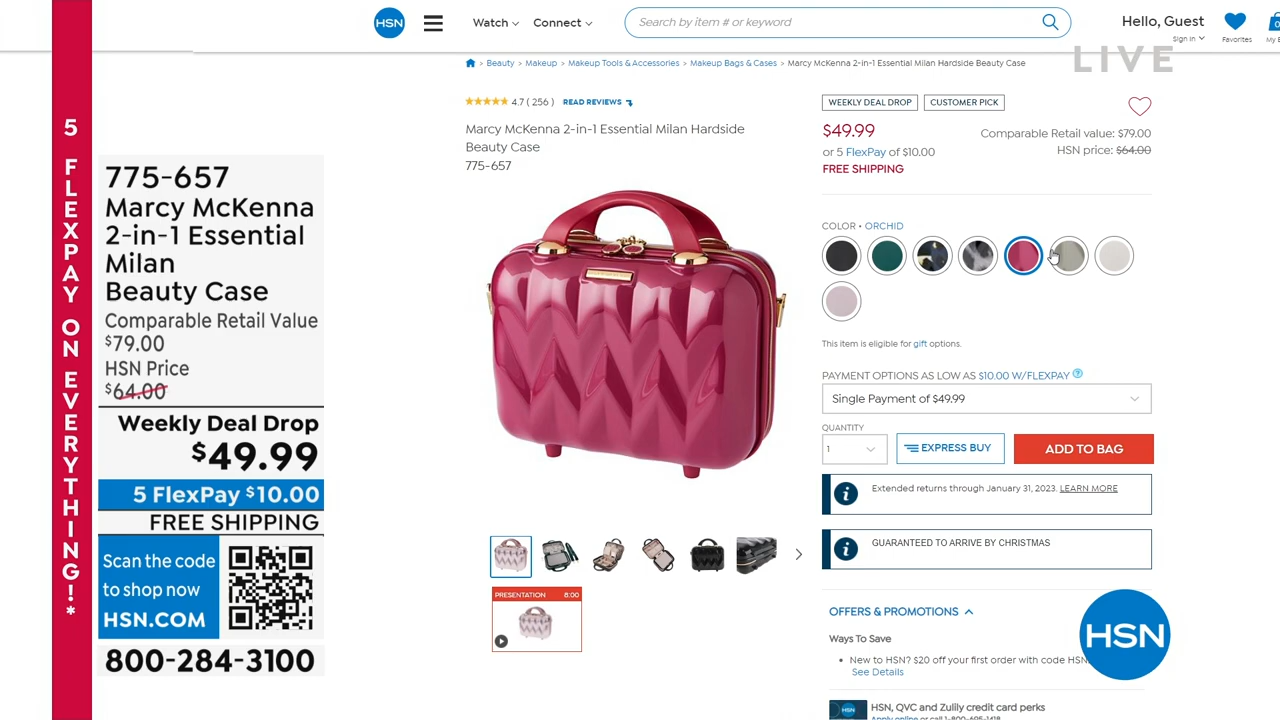 HSN
Watch
Connect
Search by item # or keyword
Hello, Guest
Sign In
Favorites
LIVE
> Beauty > Makeup > Makeup Tools & Accessories > Makeup Bags & Cases > Marcy McKenna 2-in-1 Essential Milan Hardside Beauty Case
5 FLEXPAY ON EVERYTHING!*
775-657
Marcy McKenna
2-in-1 Essential
Milan
Beauty Case
Comparable Retail Value
$79.00
HSN Price
$64.00
Weekly Deal Drop
$49.99
5 FlexPay $10.00
FREE SHIPPING
Scan the code
to shop now
HSN.COM
800-284-3100
4.7 ( 256 ) READ REVIEWS
Marcy McKenna 2-in-1 Essential Milan Hardside
Beauty Case
775-657
PRESENTATION 8:00
WEEKLY DEAL DROP
CUSTOMER PICK
$49.99
Comparable Retail value: $79.00
or 5 FlexPay of $10.00
HSN price: $64.00
FREE SHIPPING
COLOR • ORCHID
This item is eligible for gift options.
PAYMENT OPTIONS AS LOW AS $10.00 W/FLEXPAY ?
Single Payment of $49.99
QUANTITY
1
EXPRESS BUY
ADD TO BAG
Extended returns through January 31, 2023. LEARN MORE
GUARANTEED TO ARRIVE BY CHRISTMAS
OFFERS & PROMOTIONS
Ways To Save
• New to HSN? $20 off your first order with code
See Details
HSN
HSN, QVC and Zulily credit card perks
Apply online or call 1-800-695-1418